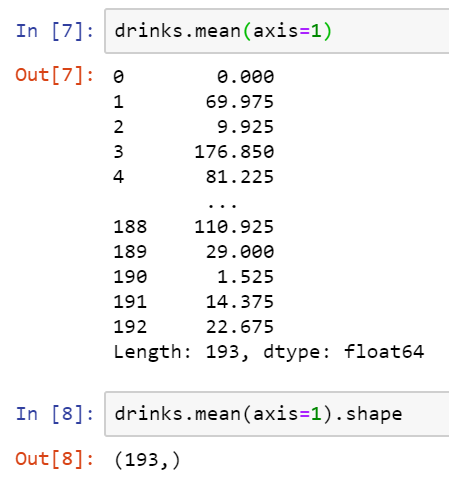 In [7]: drinks.mean(axis=1)
Out[7]: 0 0.000
1 69.975
2 9.925
3 176.850
4 81.225
...
188 110.925
189 29.000
190 1.525
191 14.375
192 22.675
Length: 193, dtype: float64
In [8]: drinks.mean(axis=1).shape
Out[8]: (193,)